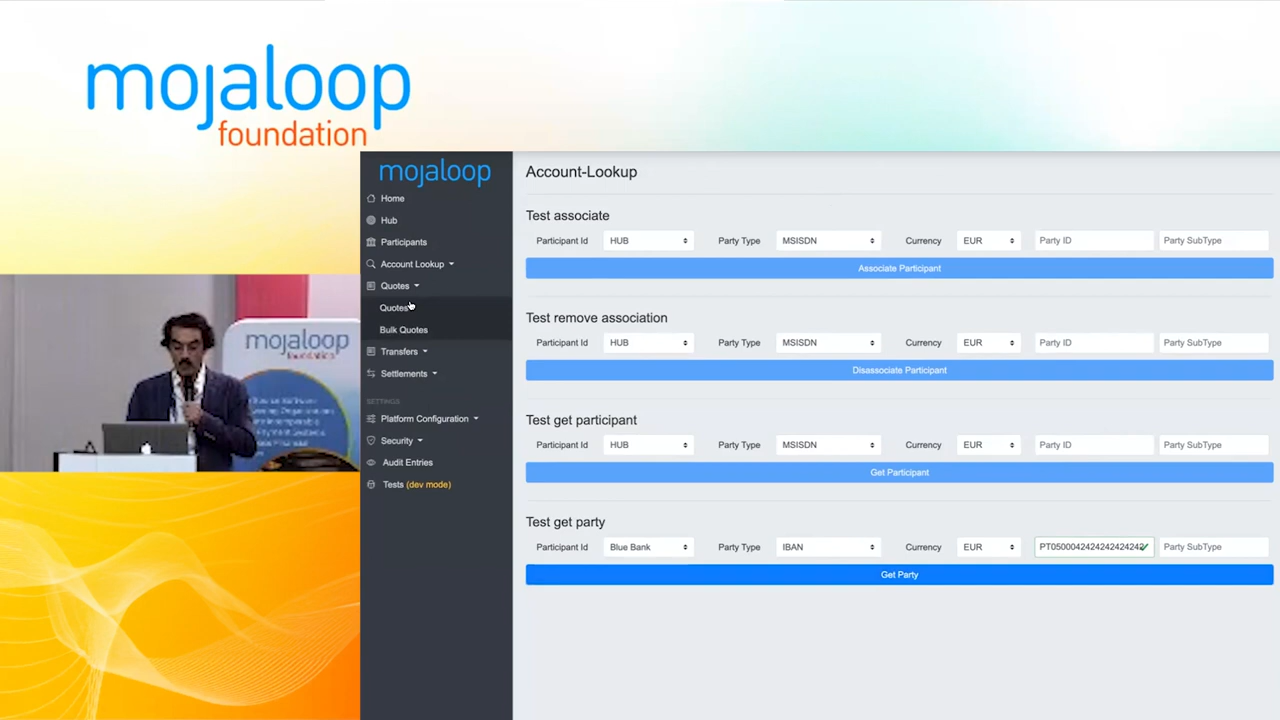 mojaloop
foundation
mojaloop
Home
Hub
Participants
Account Lookup
Quotes
Quotes
Bulk Quotes
Transfers
Settlements
SETTINGS
Platform Configuration
Security
Audit Entries
Tests (dev mode)
Account-Lookup
Test associate
Participant Id HUB Party Type MSISDN Currency EUR Party ID Party SubType
Associate Participant
Test remove association
Participant Id HUB Party Type MSISDN Currency EUR Party ID Party SubType
Disassociate Participant
Test get participant
Participant Id HUB Party Type MSISDN Currency EUR Party ID Party SubType
Get Participant
Test get party
Participant Id Blue Bank Party Type IBAN Currency EUR Party SubType
Get Party
mojaloop
foundation